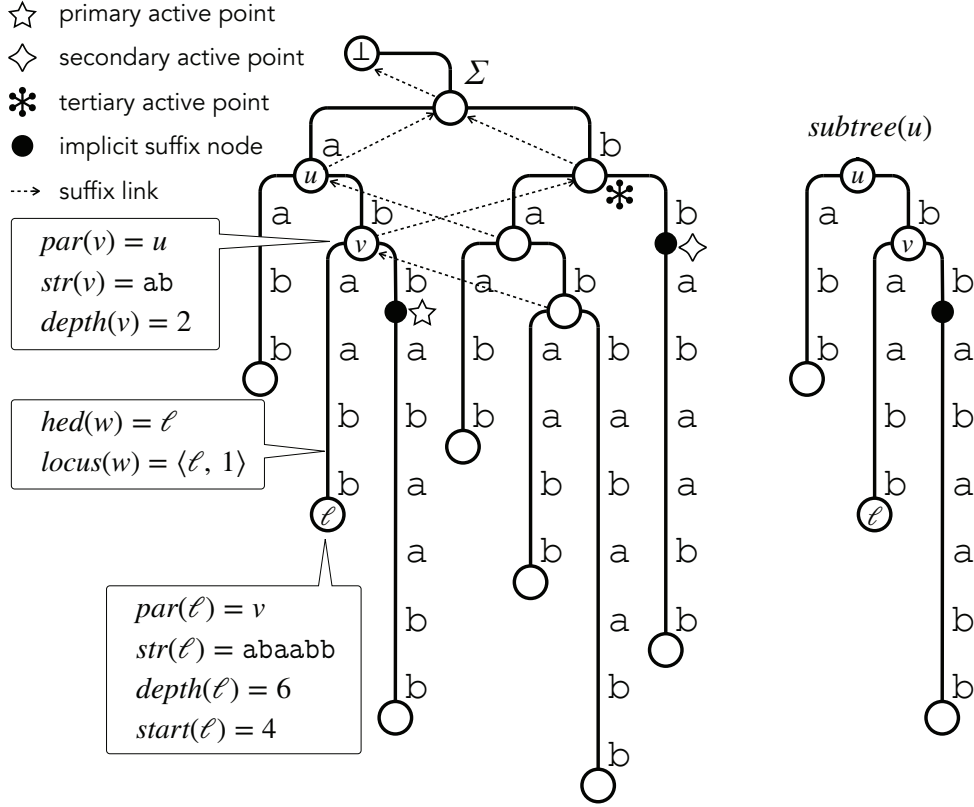 primary active point
secondary active point
tertiary active point
implicit suffix node
suffix link
⊥
Σ
a b
u
a b a b
v
a b b a b a
a b a b b a b b
b b a b a a a
b a b b a
a b a b
b a b
b b
b
ℓ
par(v) = u
str(v) = ab
depth(v) = 2
hed(w) = ℓ
locus(w) = ⟨ℓ, 1⟩
par(ℓ) = v
str(ℓ) = abaabb
depth(ℓ) = 6
start(ℓ) = 4
subtree(u)
u
a b
v
b a b
b a a
b b
b a
ℓ
a
b
b